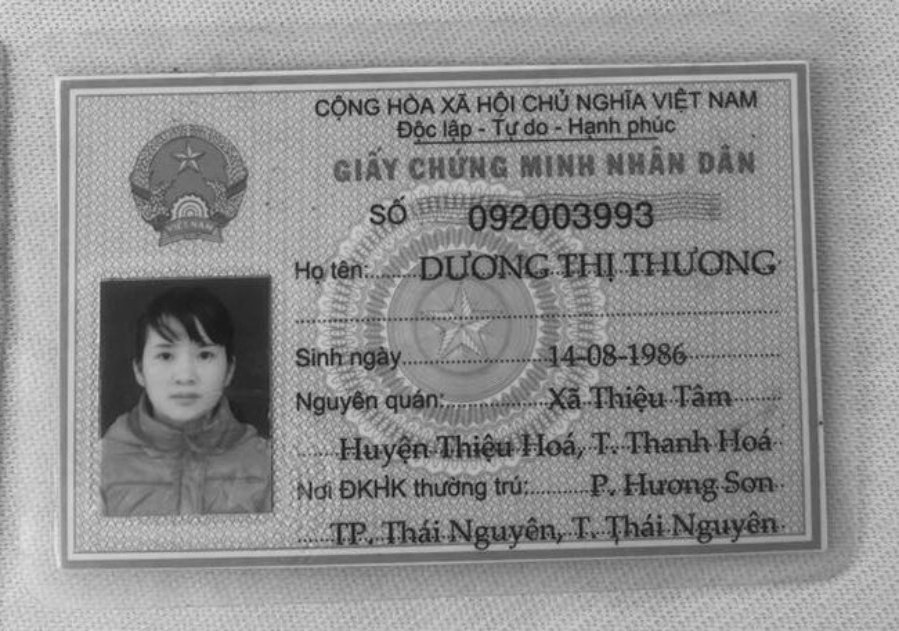 CỘNG HÒA XÃ HỘI CHỦ NGHĨA VIỆT NAM
Độc lập - Tự do - Hạnh phúc
GIẤY CHỨNG MINH NHÂN DÂN
SỐ 092003993
Họ tên: DƯƠNG THỊ THƯƠNG
Sinh ngày 14-08-1986
Nguyên quán: Xã Thiệu Tâm
Huyện Thiệu Hoá, T. Thanh Hoá
Nơi ĐKHK thường trú: P. Hương Sơn
TP. Thái Nguyên, T. Thái Nguyên
VIỆT NAM